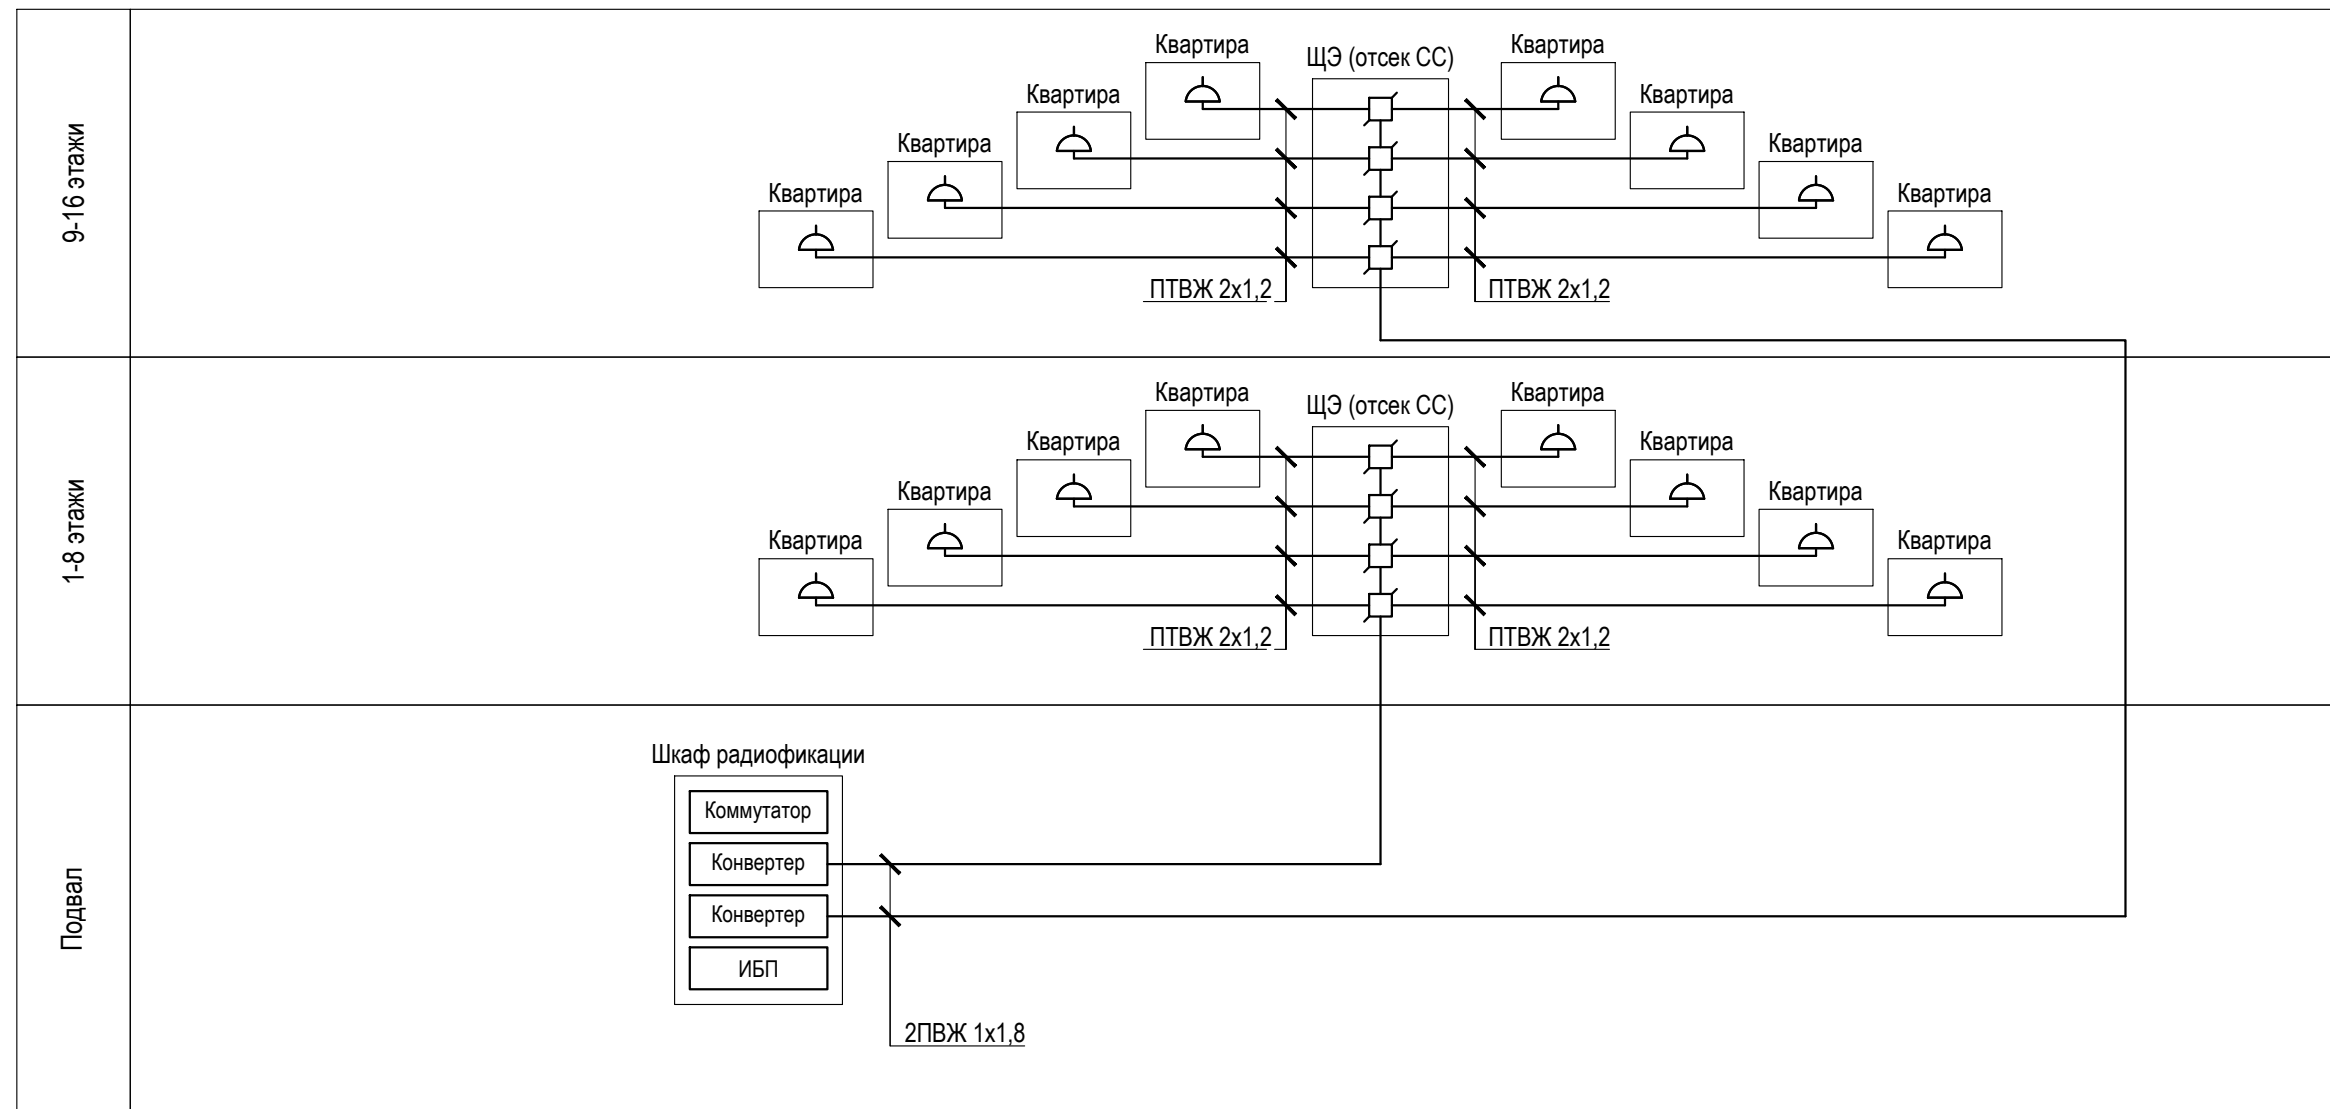 9-16 этажи
Квартира
ЩЭ (отсек СС)
Квартира
Квартира
Квартира
Квартира
Квартира
Квартира
Квартира
ПТВЖ 2х1,2
ПТВЖ 2х1,2
1-8 этажи
Квартира
ЩЭ (отсек СС)
Квартира
Квартира
Квартира
Квартира
Квартира
Квартира
Квартира
ПТВЖ 2х1,2
ПТВЖ 2х1,2
Подвал
Шкаф радиофикации
Коммутатор
Конвертер
Конвертер
ИБП
2ПВЖ 1х1,8